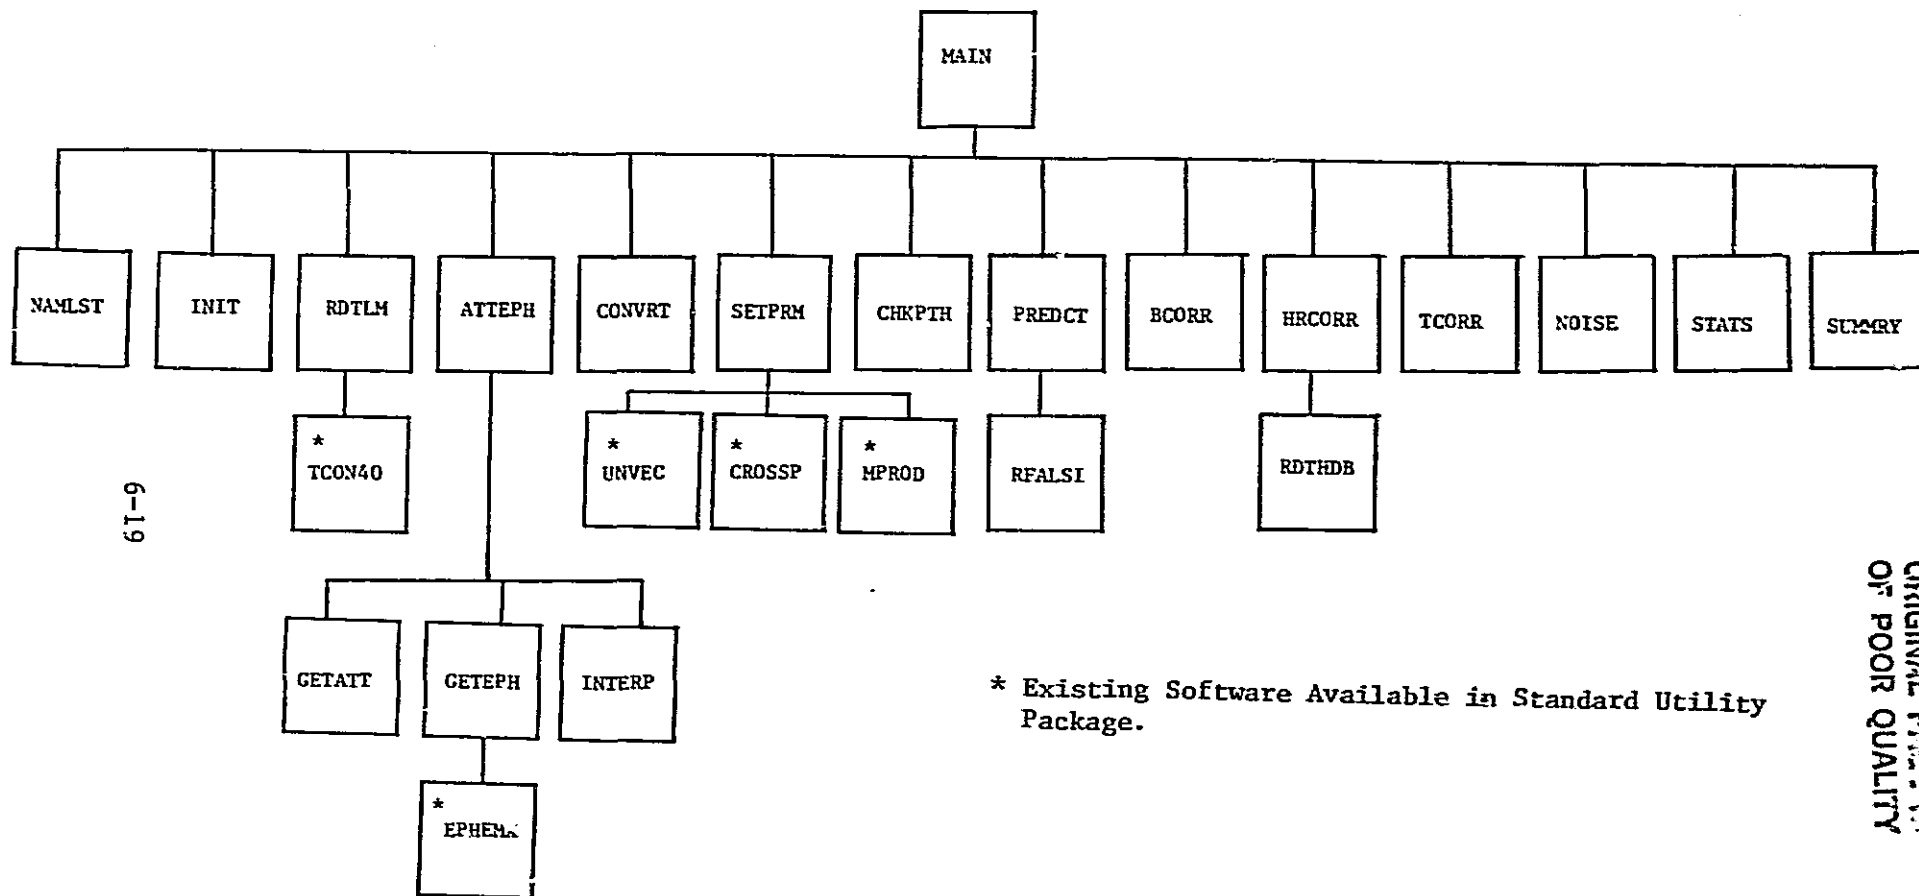 MAIN
NAMLST INIT RDTLM ATTEPH CONVRT SETPRM CHKPTH PREDCT BCORR HRCORR TCORR NOISE STATS SUMMRY
* * * *
TCON40 UNVEC CROSSP MPROD RFALSI RDTHDB
6-19
GETATT GETEPH INTERP
* Existing Software Available in Standard Utility
Package.
*
OF POOR QUALITY